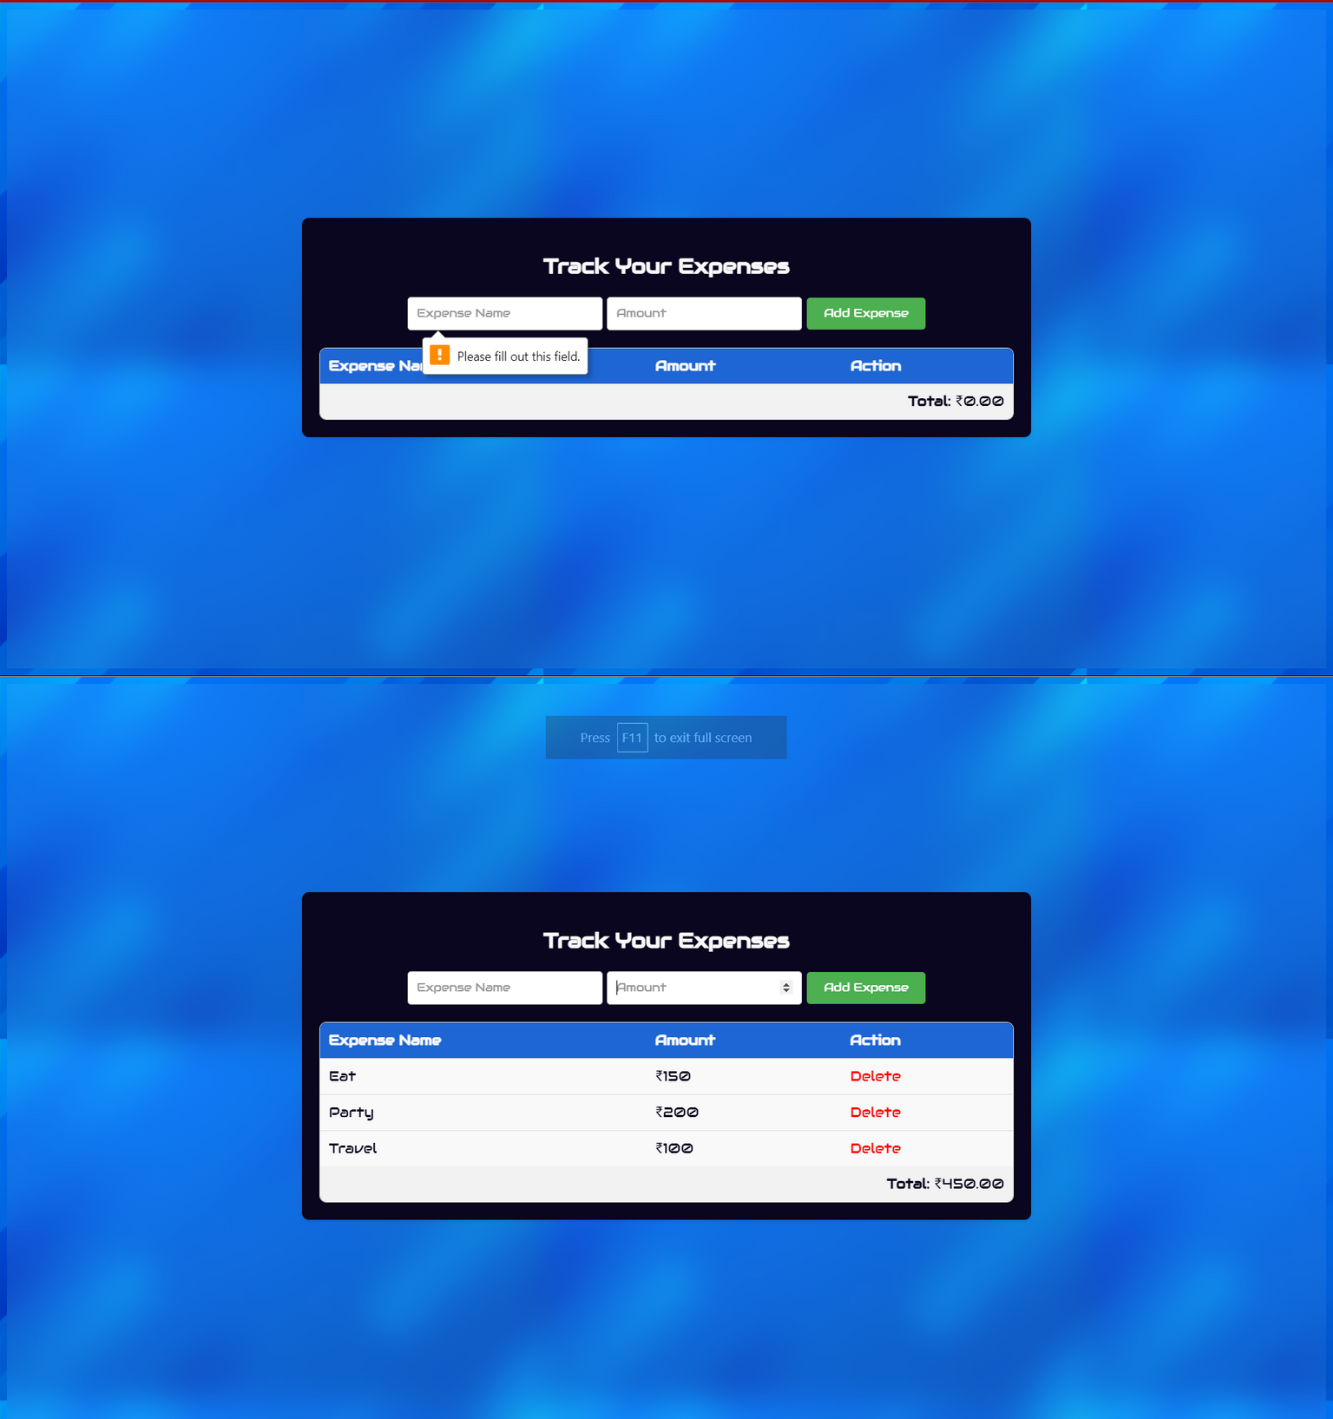 Track Your Expenses
Expense Name Amount Add Expense
Please fill out this field.
Expense Na Amount Action
Total: ₹0.00
Press F11 to exit full screen
Track Your Expenses
Expense Name Amount Add Expense
Expense Name Amount Action
Eat ₹150 Delete
Party ₹200 Delete
Travel ₹100 Delete
Total: ₹450.00